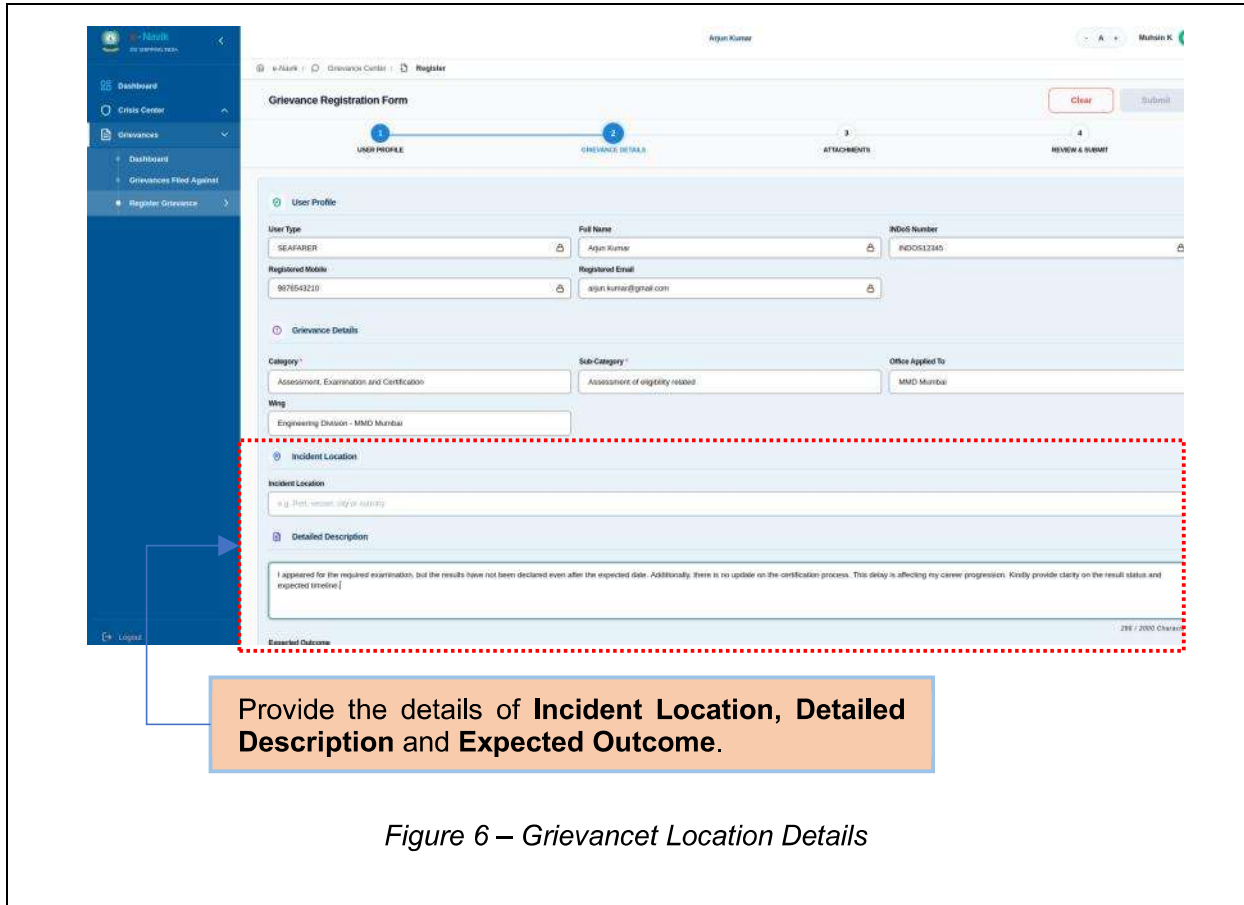 e-Navik
Arjun Kumar
- A +
Muhsin K
e-Navik / Grievance Center / Register
Dashboard
Crisis Center
Grievances
Dashboard
Grievances Filed Against
Register Grievance
Logout
Grievance Registration Form
Clear
Submit
1
2
3
4
USER PROFILE
GRIEVANCE DETAILS
ATTACHMENTS
REVIEW & SUBMIT
User Profile
User Type
Full Name
INDoS Number
SEAFARER
Arjun Kumar
INDOS12345
Registered Mobile
Registered Email
9876543210
arjun.kumar@gmail.com
Grievance Details
Category *
Sub-Category *
Office Applied To
Assessment, Examination and Certification
Assessment of eligibility related
MMD Mumbai
Wing
Engineering Division - MMD Mumbai
Incident Location
Incident Location
e.g. Port, vessel, city or country
Detailed Description
I appeared for the required examination, but the results have not been declared even after the expected date. Additionally, there is no update on the certification process. This delay is affecting my career progression. Kindly provide clarity on the result status and
expected timeline.
/ 2000
Expected Outcome
Provide the details of Incident Location, Detailed
Description and Expected Outcome.
Figure 6 – Grievancet Location Details